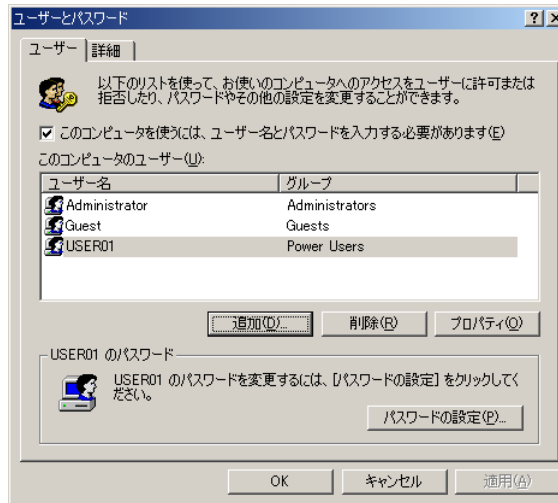 ユーザーとパスワード
ユーザー 詳細
以下のリストを使って、お使いのコンピュータへのアクセスをユーザーに許可または
拒否したり、パスワードやその他の設定を変更することができます。
このコンピュータを使うには、ユーザー名とパスワードを入力する必要があります(E)
このコンピュータのユーザー(U):
ユーザー名 グループ
Administrator Administrators
Guest Guests
USER01 Power Users
追加(D)... 削除(R) プロパティ(O)
USER01 のパスワード
USER01 のパスワードを変更するには、[パスワードの設定] をクリックしてく
ださい。
パスワードの設定(P)...
OK キャンセル 適用(A)